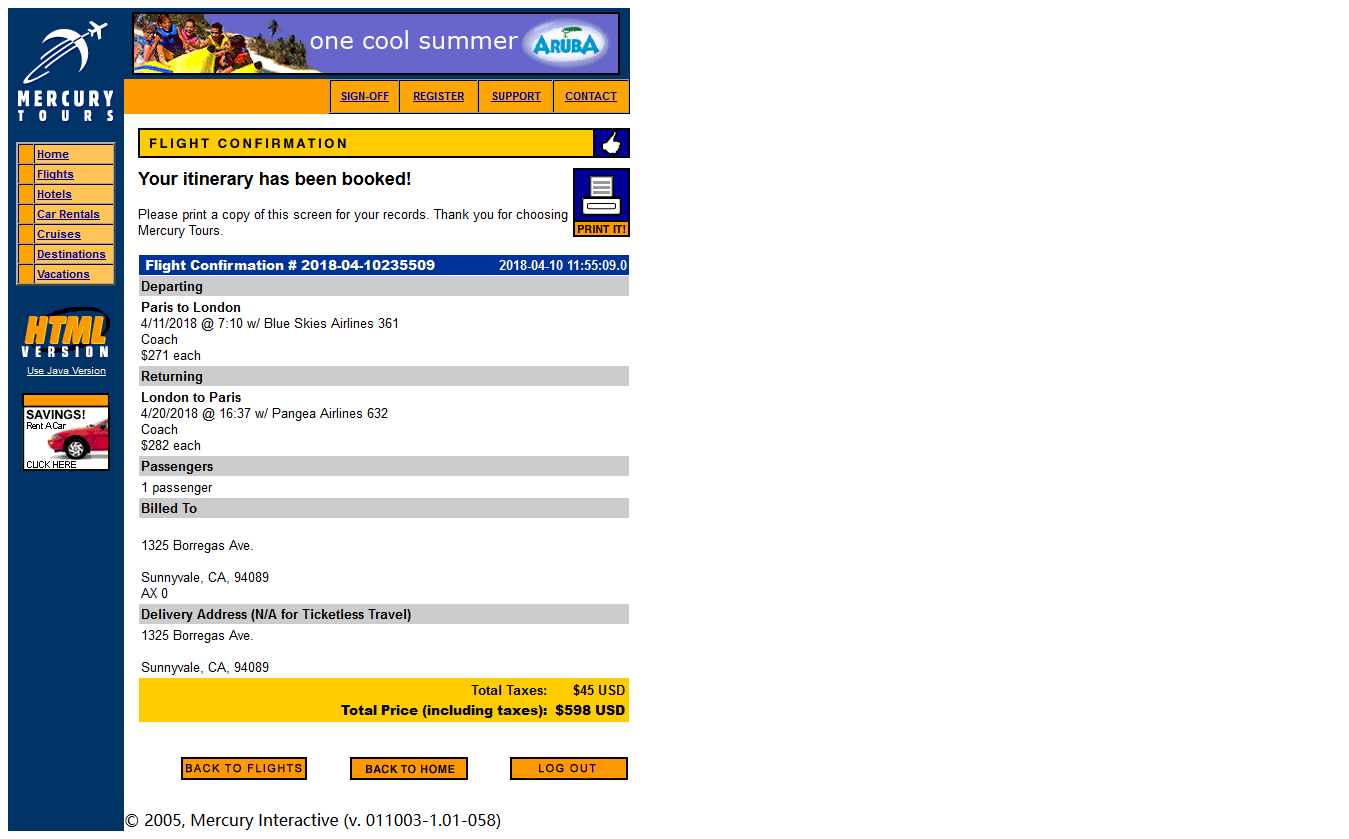 one cool summer ARUBA
MERCURY
TOURS
SIGN-OFF REGISTER SUPPORT CONTACT
Home
Flights
Hotels
Car Rentals
Cruises
Destinations
Vacations
HTML
VERSION
Use Java Version
SAVINGS!
Rent A Car
CLICK HERE
FLIGHT CONFIRMATION
Your itinerary has been booked!
Please print a copy of this screen for your records. Thank you for choosing
Mercury Tours.
PRINT IT!
Flight Confirmation # 2018-04-10235509 2018-04-10 11:55:09.0
Departing
Paris to London
4/11/2018 @ 7:10 w/ Blue Skies Airlines 361
Coach
$271 each
Returning
London to Paris
4/20/2018 @ 16:37 w/ Pangea Airlines 632
Coach
$282 each
Passengers
1 passenger
Billed To
1325 Borregas Ave.
Sunnyvale, CA, 94089
AX 0
Delivery Address (N/A for Ticketless Travel)
1325 Borregas Ave.
Sunnyvale, CA, 94089
Total Taxes: $45 USD
Total Price (including taxes): $598 USD
BACK TO FLIGHTS BACK TO HOME LOG OUT
© 2005, Mercury Interactive (v. 011003-1.01-058)